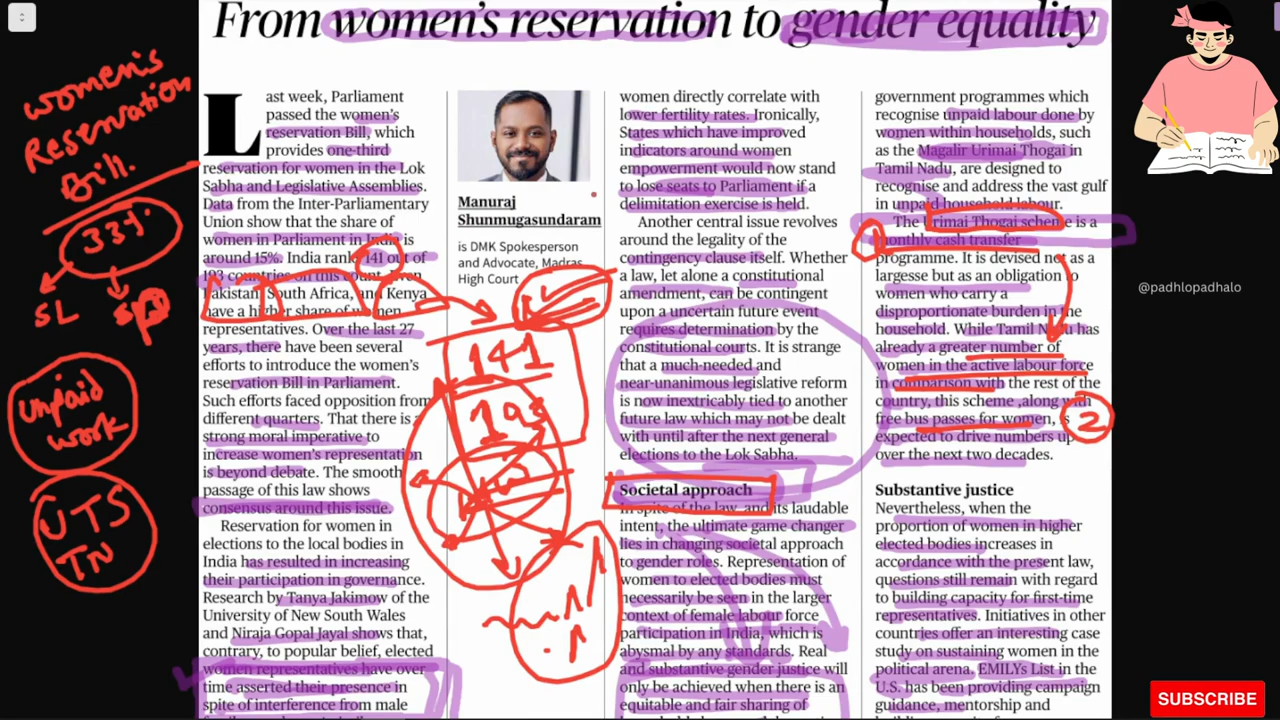 From women's reservation to gender equality
women's
Reservation
Bill.
33%
SL
Unpaid
work
UTS
TN
Last week, Parliament
passed the women's
reservation Bill, which
provides one-third
reservation for women in the Lok
Sabha and Legislative Assemblies.
Data from the Inter-Parliamentary
Union show that the share of
women in Parliament in India is
around 15%. India rank 141 out of
193 countries on this count. Even
Pakistan, South Africa, and Kenya
have a higher share of women
representatives. Over the last 27
years, there have been several
efforts to introduce the women's
reservation Bill in Parliament.
Such efforts faced opposition from
different quarters. That there is a
strong moral imperative to
increase women's representation
is beyond debate. The smooth
passage of this law shows
consensus around this issue.
Reservation for women in
elections to the local bodies in
India has resulted in increasing
their participation in governance.
Research by Tanya Jakimow of the
University of New South Wales
and Niraja Gopal Jayal shows that,
contrary, to popular belief, elected
women representatives have over
time asserted their presence in
spite of interference from male
Manuraj
Shunmugasundaram
is DMK Spokesperson
and Advocate, Madras
High Court
141
193
women directly correlate with
lower fertility rates. Ironically,
States which have improved
indicators around women
empowerment would now stand
to lose seats to Parliament if a
delimitation exercise is held.
Another central issue revolves
around the legality of the
contingency clause itself. Whether
a law, let alone a constitutional
amendment, can be contingent
upon a uncertain future event
requires determination by the
constitutional courts. It is strange
that a much-needed and
near-unanimous legislative reform
is now inextricably tied to another
future law which may not be dealt
with until after the next general
elections to the Lok Sabha.
Societal approach
In spite of the law, and its laudable
intent, the ultimate game changer
lies in changing societal approach
to gender roles. Representation of
women to elected bodies must
necessarily be seen in the larger
context of female labour force
participation in India, which is
abysmal by any standards. Real
and substantive gender justice will
only be achieved when there is an
equitable and fair sharing of
government programmes which
recognise unpaid labour done by
women within households, such
as the Magalir Urimai Thogai in
Tamil Nadu, are designed to
recognise and address the vast gulf
in unpaid household labour.
The Urimai Thogai scheme is a
monthly cash transfer
programme. It is devised not as a
largesse but as an obligation to
women who carry a
disproportionate burden in the
household. While Tamil Nadu has
already a greater number of
women in the active labour force
in comparison with the rest of the
country, this scheme ,along with
free bus passes for women, is
expected to drive numbers up
over the next two decades.
1
2
Substantive justice
Nevertheless, when the
proportion of women in higher
elected bodies increases in
accordance with the present law,
questions still remain with regard
to building capacity for first-time
representatives. Initiatives in other
countries offer an interesting case
study on sustaining women in the
political arena. EMILYs List in the
U.S. has been providing campaign
guidance, mentorship and
@padhlopadhalo
SUBSCRIBE